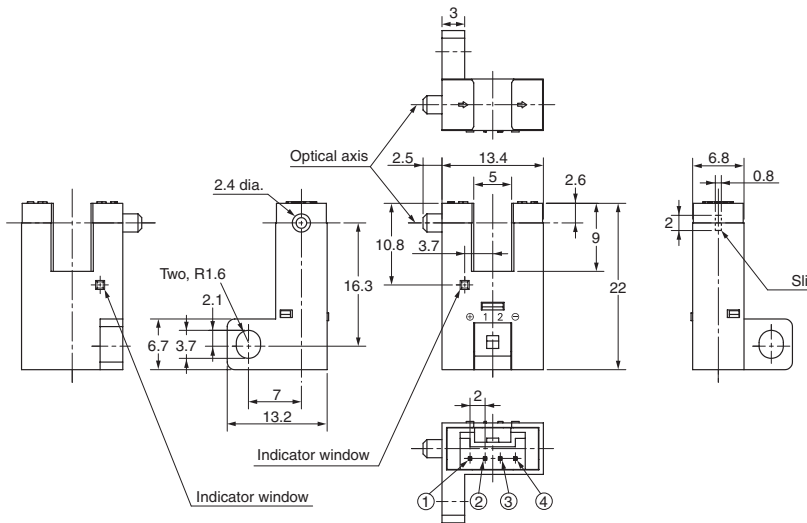 3
Optical axis
2.5
13.4
5
2.6
6.8
0.8
2.4 dia.
2
10.8
3.7
9
16.3
22
Two, R1.6
2.1
6.7
3.7
7
13.2
⊕ 1 2 ⊖
Sli
Indicator window
Indicator window
2
① ② ③ ④